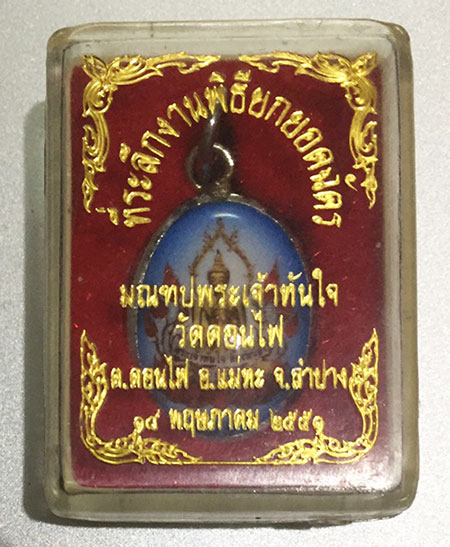 ที่ระลึกงานพิธียกยอดฉัตร
มณฑปพระเจ้าทันใจ
วัดดอนไฟ
ต.ดอนไฟ อ.แม่ทะ จ.ลำปาง
๑๔ พฤษภาคม ๒๕๕๑